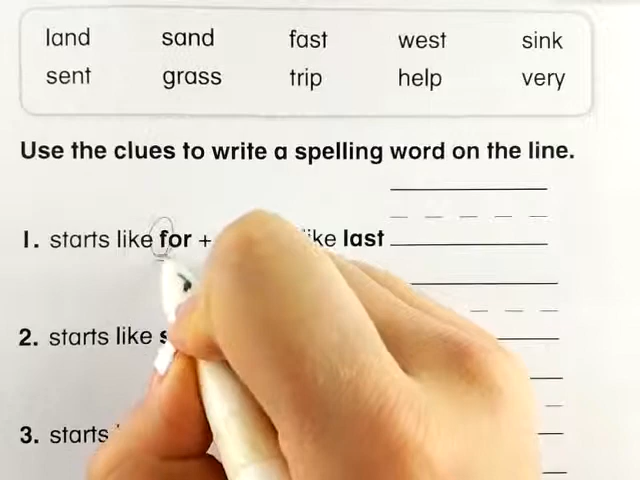 land sand fast west sink
sent grass trip help very
Use the clues to write a spelling word on the line.
1. starts like for + like last
2. starts like
3. starts